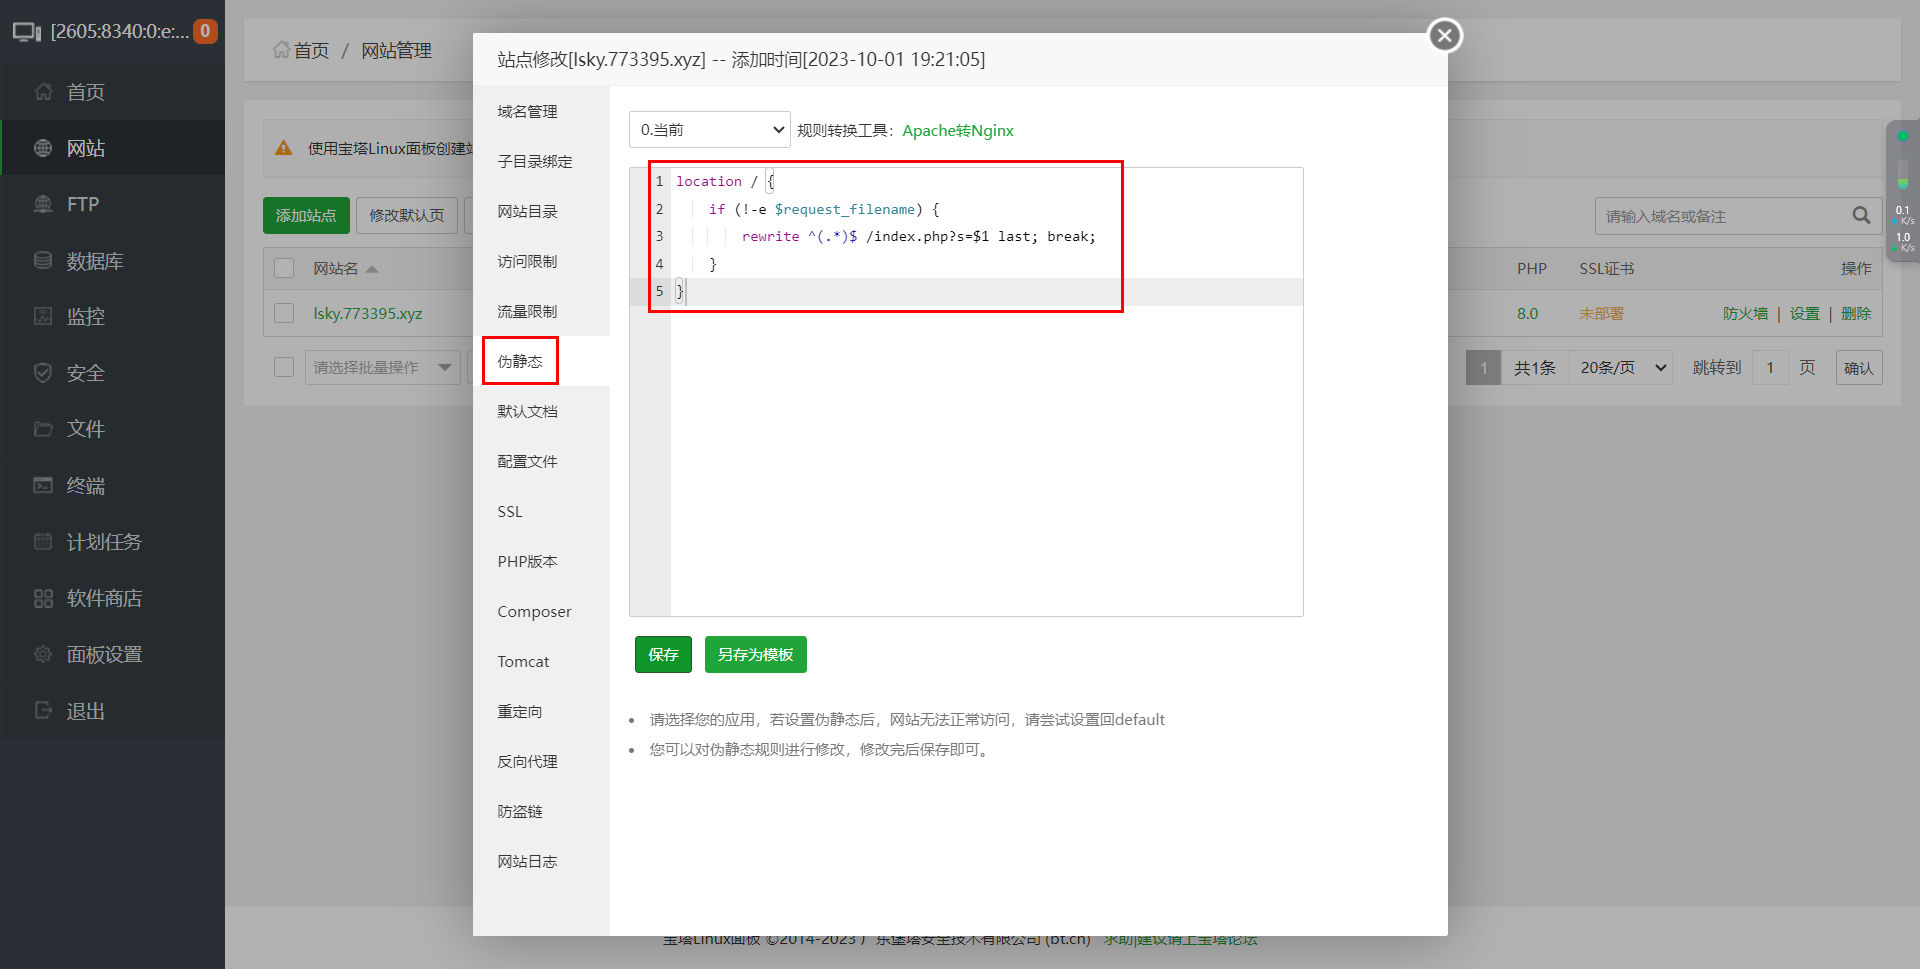 [2605:8340:0:e:... 0
首页
网站
FTP
数据库
监控
安全
文件
终端
计划任务
软件商店
面板设置
退出
首页 / 网站管理
使用宝塔Linux面板创建站
添加站点 修改默认页
网站名
lsky.773395.xyz
请选择批量操作
站点修改[lsky.773395.xyz] -- 添加时间[2023-10-01 19:21:05]
域名管理
子目录绑定
网站目录
访问限制
流量限制
伪静态
默认文档
配置文件
SSL
PHP版本
Composer
Tomcat
重定向
反向代理
防盗链
网站日志
0.当前 规则转换工具：Apache转Nginx
1 location / {
2 if (!-e $request_filename) {
3 rewrite ^(.*)$ /index.php?s=$1 last; break;
4 }
5 }
保存 另存为模板
请选择您的应用，若设置伪静态后，网站无法正常访问，请尝试设置回default
您可以对伪静态规则进行修改，修改完后保存即可。
请输入域名或备注
PHP SSL证书 操作
8.0 未部署 防火墙 | 设置 | 删除
1 共1条 20条/页 跳转到 1 页 确认
0.1
K/s
1.0
K/s
宝塔Linux面板 ©2014-2023 广东堡塔安全技术有限公司 (bt.cn) 求助|建议请上宝塔论坛